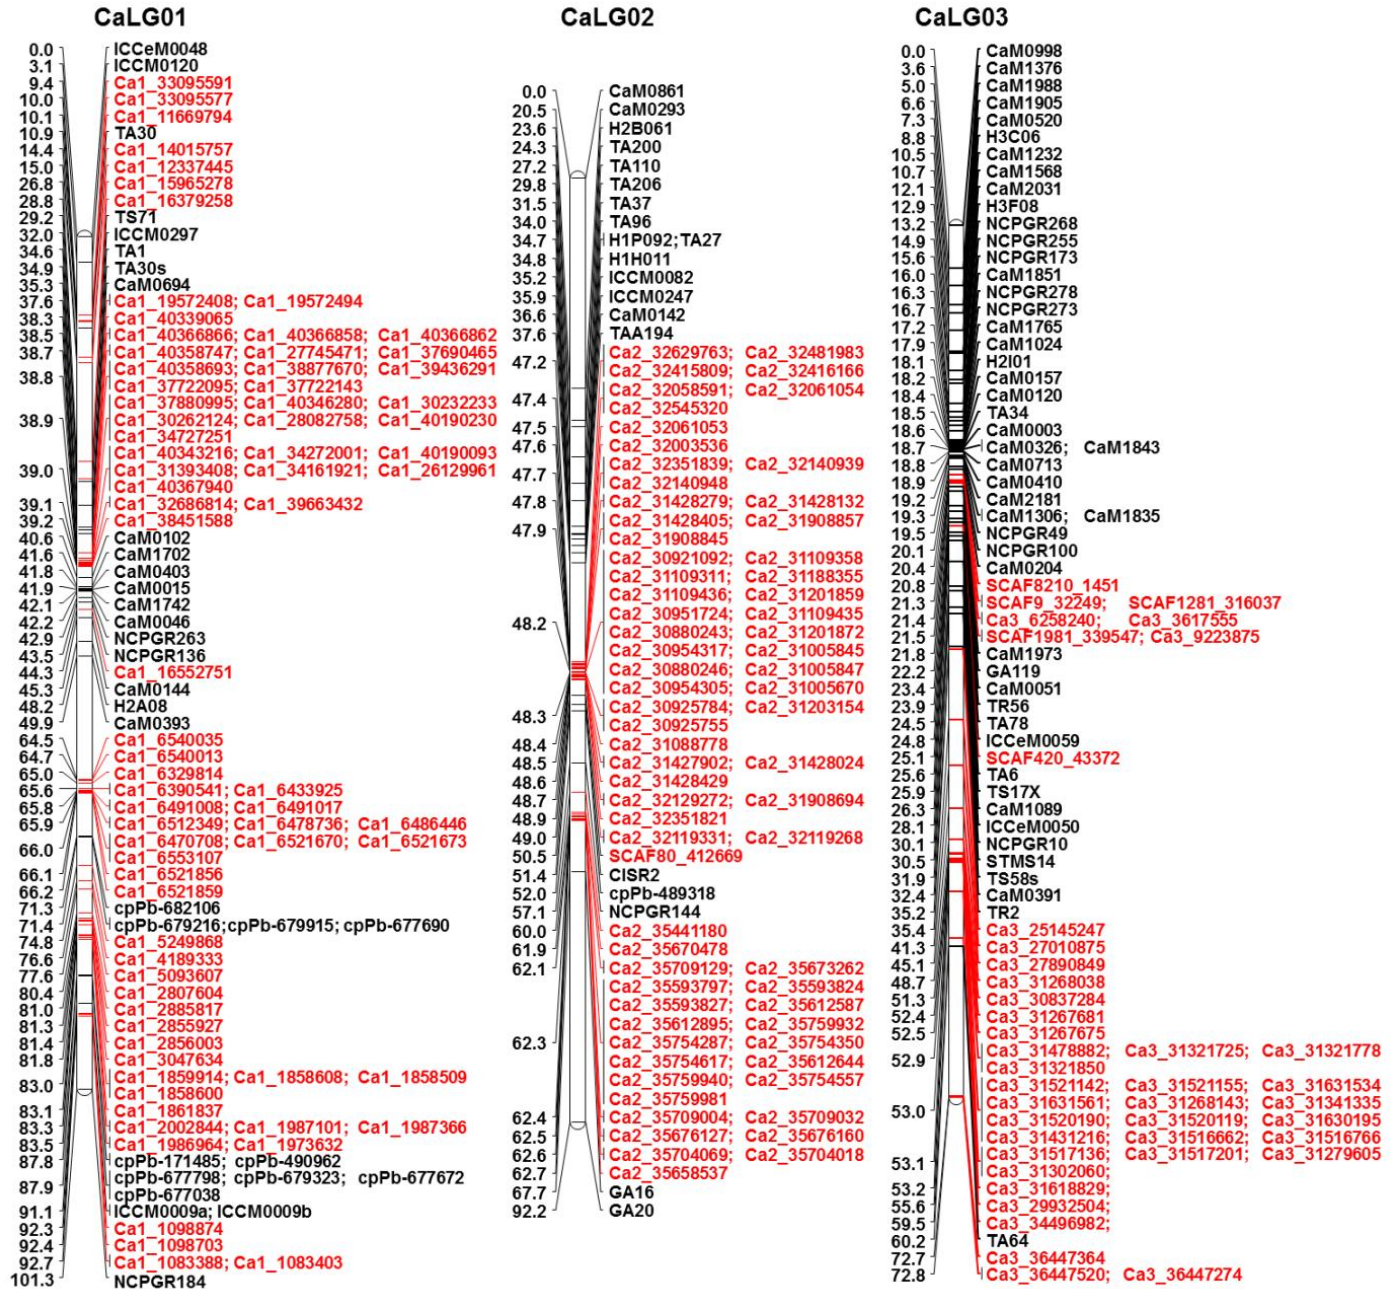 CaLG01
0.0 ICCeM0048
3.1 ICCM0120
9.4 Ca1_33095591
10.0 Ca1_33095577
10.1 Ca1_11669794
10.9 TA30
14.4 Ca1_14015757
15.0 Ca1_12337445
26.8 Ca1_15965278
28.8 Ca1_16379258
29.2 TS71
32.0 ICCM0297
34.6 TA1
34.9 TA30s
35.3 CaM0694
37.6 Ca1_19572408; Ca1_19572494
38.3 Ca1_40339065
38.5 Ca1_40366866; Ca1_40366858; Ca1_40366862
38.7 Ca1_40358747; Ca1_27745471; Ca1_37690465
38.8 Ca1_40358693; Ca1_38877670; Ca1_39436291
Ca1_37722095; Ca1_37722143
Ca1_37880995; Ca1_40346280; Ca1_30232233
38.9 Ca1_30262124; Ca1_28082758; Ca1_40190230
Ca1_34727251
Ca1_40343216; Ca1_34272001; Ca1_40190093
39.0 Ca1_31393408; Ca1_34161921; Ca1_26129961
Ca1_40367940
39.1 Ca1_32686814; Ca1_39663432
39.2 Ca1_38451588
40.6 CaM0102
41.6 CaM1702
41.8 CaM0403
41.9 CaM0015
42.1 CaM1742
42.2 CaM0046
42.9 NCPGR263
43.5 NCPGR136
44.3 Ca1_16552751
45.3 CaM0144
48.2 H2A08
49.9 CaM0393
64.5 Ca1_6540035
64.7 Ca1_6540013
65.0 Ca1_6329814
65.6 Ca1_6390541; Ca1_6433925
65.8 Ca1_6491008; Ca1_6491017
65.9 Ca1_6512349; Ca1_6478736; Ca1_6486446
66.0 Ca1_6470708; Ca1_6521670; Ca1_6521673
Ca1_6553107
66.1 Ca1_6521856
66.2 Ca1_6521859
71.3 cpPb-682106
71.4 cpPb-679216;cpPb-679915; cpPb-677690
74.8 Ca1_5249868
76.6 Ca1_4189333
77.6 Ca1_5093607
80.4 Ca1_2807604
81.0 Ca1_2885817
81.3 Ca1_2855927
81.4 Ca1_2856003
81.8 Ca1_3047634
83.0 Ca1_1859914; Ca1_1858608; Ca1_1858509
Ca1_1858600
83.1 Ca1_1861837
83.3 Ca1_2002844; Ca1_1987101; Ca1_1987366
83.5 Ca1_1986964; Ca1_1973632
87.8 cpPb-171485; cpPb-490962
87.9 cpPb-677798; cpPb-679323; cpPb-677672
cpPb-677038
91.1 ICCM0009a; ICCM0009b
92.3 Ca1_1098874
92.4 Ca1_1098703
92.7 Ca1_1083388; Ca1_1083403
101.3 NCPGR184
CaLG02
0.0 CaM0861
20.5 CaM0293
23.6 H2B061
24.3 TA200
27.2 TA110
29.8 TA206
31.5 TA37
34.0 TA96
34.7 H1P092;TA27
34.8 H1H011
35.2 ICCM0082
35.9 ICCM0247
36.6 CaM0142
37.6 TAA194
47.2 Ca2_32629763; Ca2_32481983
Ca2_32415809; Ca2_32416166
47.4 Ca2_32058591; Ca2_32061054
Ca2_32545320
47.5 Ca2_32061053
47.6 Ca2_32003536
47.7 Ca2_32351839; Ca2_32140939
Ca2_32140948
47.8 Ca2_31428279; Ca2_31428132
47.9 Ca2_31428405; Ca2_31908857
Ca2_31908845
Ca2_30921092; Ca2_31109358
Ca2_31109311; Ca2_31188355
Ca2_31109436; Ca2_31201859
48.2 Ca2_30951724; Ca2_31109435
Ca2_30880243; Ca2_31201872
Ca2_30954317; Ca2_31005845
Ca2_30880246; Ca2_31005847
Ca2_30954305; Ca2_31005670
48.3 Ca2_30925784; Ca2_31203154
Ca2_30925755
48.4 Ca2_31088778
48.5 Ca2_31427902; Ca2_31428024
48.6 Ca2_31428429
48.7 Ca2_32129272; Ca2_31908694
48.9 Ca2_32351821
49.0 Ca2_32119331; Ca2_32119268
50.5 SCAF80_412669
51.4 CISR2
52.0 cpPb-489318
57.1 NCPGR144
60.0 Ca2_35441180
61.9 Ca2_35670478
62.1 Ca2_35709129; Ca2_35673262
Ca2_35593797; Ca2_35593824
Ca2_35593827; Ca2_35612587
Ca2_35612895; Ca2_35759932
62.3 Ca2_35754287; Ca2_35754350
Ca2_35754617; Ca2_35612644
Ca2_35759940; Ca2_35754557
Ca2_35759981
62.4 Ca2_35709004; Ca2_35709032
62.5 Ca2_35676127; Ca2_35676160
62.6 Ca2_35704069; Ca2_35704018
62.7 Ca2_35658537
67.7 GA16
92.2 GA20
CaLG03
0.0 CaM0998
3.6 CaM1376
5.0 CaM1988
6.6 CaM1905
7.3 CaM0520
8.8 H3C06
10.5 CaM1232
10.7 CaM1568
12.1 CaM2031
12.9 H3F08
13.2 NCPGR268
14.9 NCPGR255
15.6 NCPGR173
16.0 CaM1851
16.3 NCPGR278
16.7 NCPGR273
17.2 CaM1765
17.9 CaM1024
18.1 H2I01
18.2 CaM0157
18.4 CaM0120
18.5 TA34
18.6 CaM0003
18.7 CaM0326; CaM1843
18.8 CaM0713
18.9 CaM0410
19.2 CaM2181
19.3 CaM1306; CaM1835
19.5 NCPGR49
20.1 NCPGR100
20.4 CaM0204
20.8 SCAF8210_1451
21.3 SCAF9_32249; SCAF1281_316037
21.4 Ca3_6258240; Ca3_3617555
21.5 SCAF1981_339547; Ca3_9223875
21.8 CaM1973
22.2 GA119
23.4 CaM0051
23.9 TR56
24.5 TA78
24.8 ICCeM0059
25.1 SCAF420_43372
25.6 TA6
25.9 TS17X
26.3 CaM1089
28.1 ICCeM0050
30.1 NCPGR10
30.5 STMS14
31.9 TS58s
32.4 CaM0391
35.2 TR2
35.4 Ca3_25145247
41.3 Ca3_27010875
45.1 Ca3_27890849
48.7 Ca3_31268038
51.3 Ca3_30837284
52.4 Ca3_31267681
52.5 Ca3_31267675
52.9 Ca3_31478882; Ca3_31321725; Ca3_31321778
Ca3_31321850
Ca3_31521142; Ca3_31521155; Ca3_31631534
53.0 Ca3_31631561; Ca3_31268143; Ca3_31341335
Ca3_31520190; Ca3_31520119; Ca3_31630195
Ca3_31431216; Ca3_31516662; Ca3_31516766
Ca3_31517136; Ca3_31517201; Ca3_31279605
53.1 Ca3_31302060;
53.2 Ca3_31618829;
55.6 Ca3_29932504;
59.5 Ca3_34496982;
60.2 TA64
72.7 Ca3_36447364
72.8 Ca3_36447520; Ca3_36447274